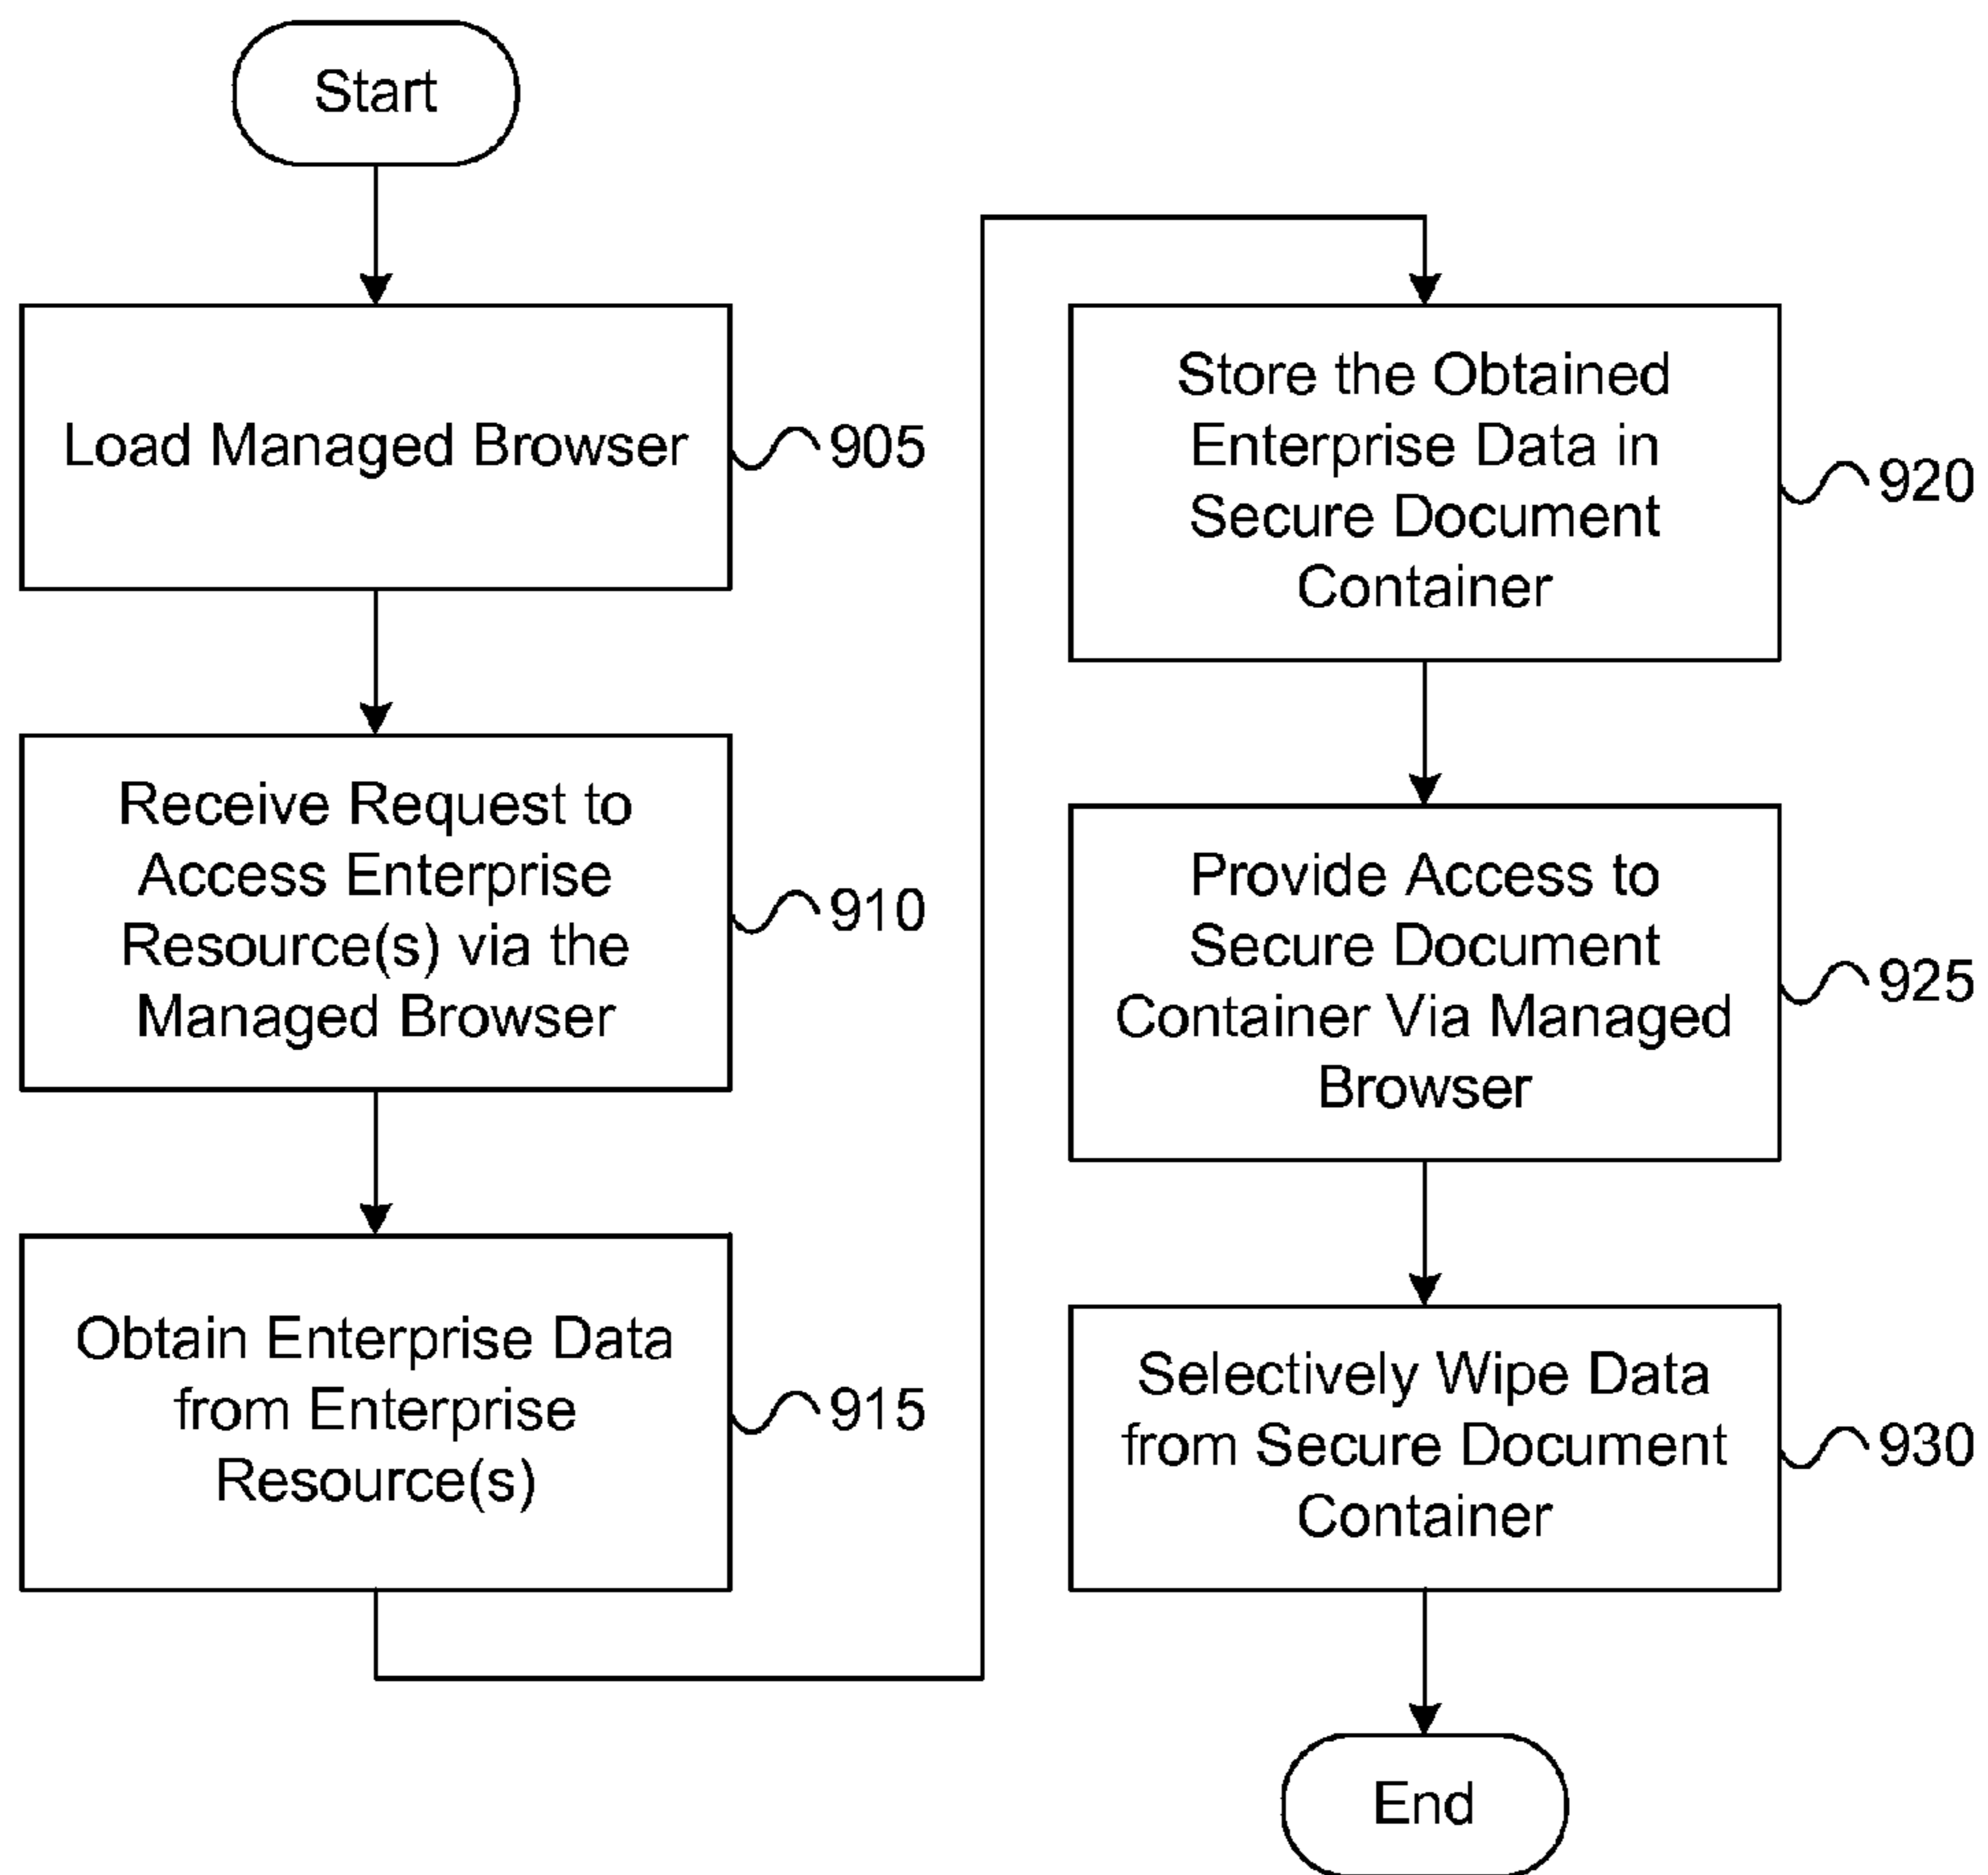 Start
Load Managed Browser
905
Receive Request to
Access Enterprise
Resource(s) via the
Managed Browser
910
Obtain Enterprise Data
from Enterprise
Resource(s)
915
Store the Obtained
Enterprise Data in
Secure Document
Container
920
Provide Access to
Secure Document
Container Via Managed
Browser
925
Selectively Wipe Data
from Secure Document
Container
930
End